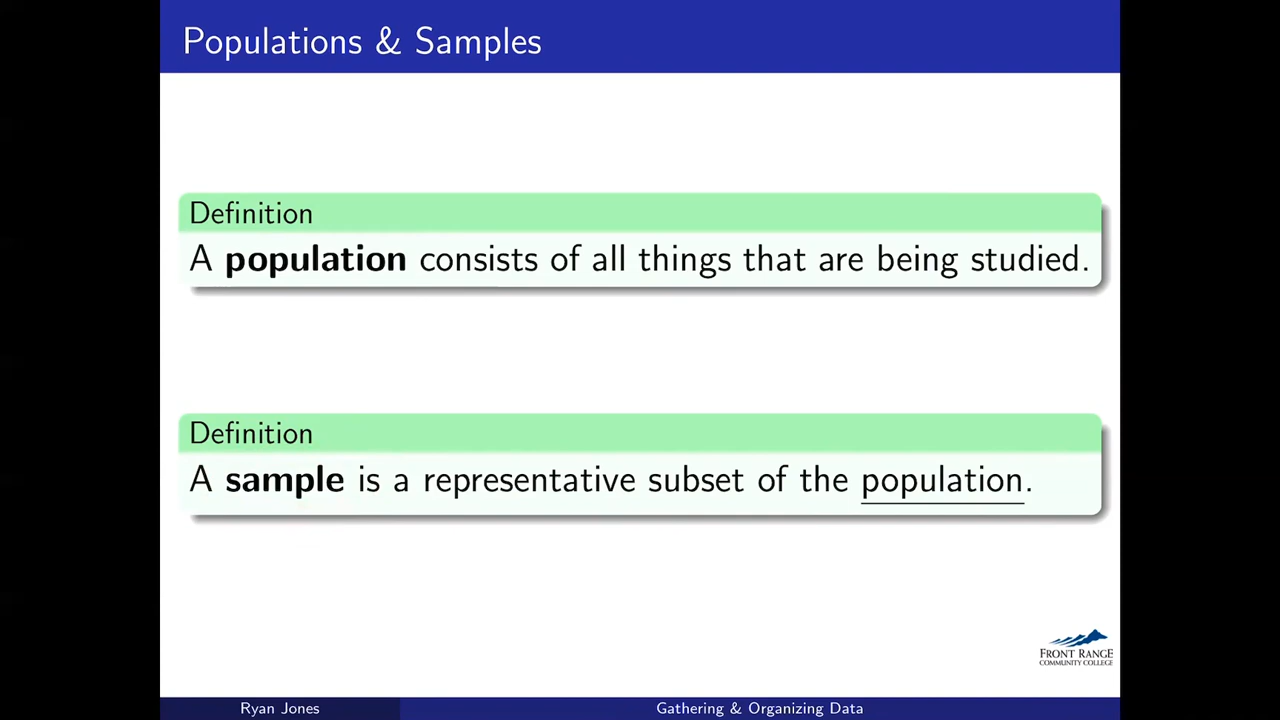 Populations & Samples
Definition
A population consists of all things that are being studied.
Definition
A sample is a representative subset of the population.
FRONT RANGE
COMMUNITY COLLEGE
Ryan Jones
Gathering & Organizing Data